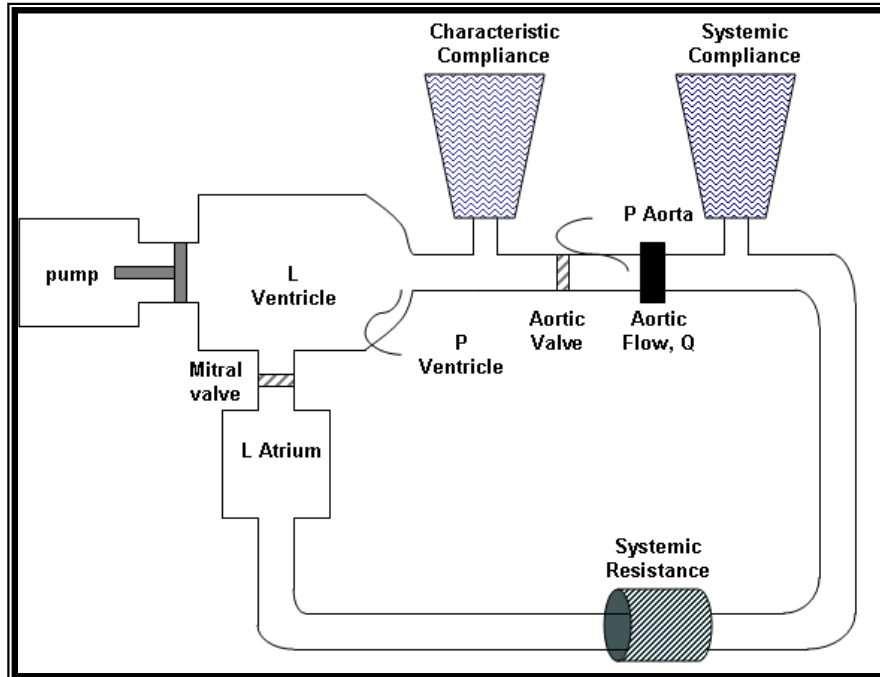 Characteristic
Compliance
Systemic
Compliance
P Aorta
pump
L
Ventricle
P
Ventricle
Aortic
Valve
Aortic
Flow, Q
Mitral
valve
L Atrium
Systemic
Resistance